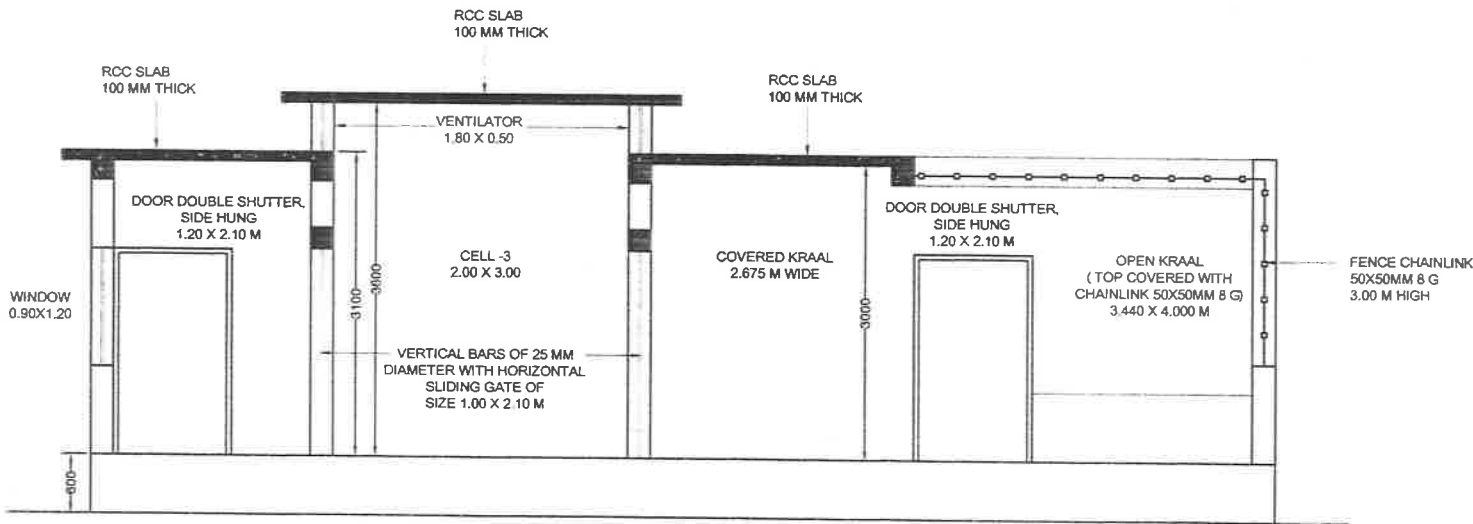 RCC SLAB
100 MM THICK
RCC SLAB
100 MM THICK
RCC SLAB
100 MM THICK
VENTILATOR
1.80 X 0.50
DOOR DOUBLE SHUTTER,
SIDE HUNG
1.20 X 2.10 M
WINDOW
0.90X1.20
CELL -3
2.00 X 3.00
3100
3600
VERTICAL BARS OF 25 MM
DIAMETER WITH HORIZONTAL
SLIDING GATE OF
SIZE 1.00 X 2.10 M
COVERED KRAAL
2.675 M WIDE
3000
DOOR DOUBLE SHUTTER,
SIDE HUNG
1.20 X 2.10 M
OPEN KRAAL
( TOP COVERED WITH
CHAINLINK 50X50MM 8 G)
3.440 X 4.000 M
FENCE CHAINLINK
50X50MM 8 G
3.00 M HIGH
600